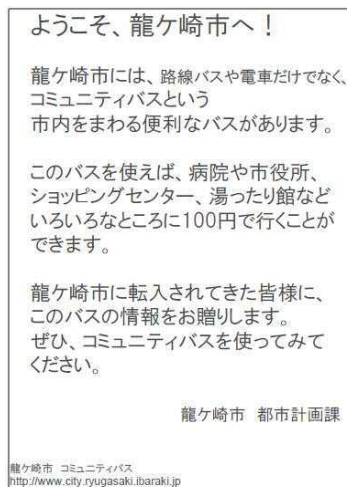 ようこそ、龍ケ崎市へ！
龍ケ崎市には、路線バスや電車だけでなく、
コミュニティバスという
市内をまわる便利なバスがあります。
このバスを使えば、病院や市役所、
ショッピングセンター、湯ったり館など
いろいろなところに100円で行くことが
できます。
龍ケ崎市に転入されてきた皆様に、
このバスの情報をお贈りします。
ぜひ、コミュニティバスを使ってみて
ください。
龍ケ崎市 都市計画課
龍ケ崎市 コミュニティバス
http://www.city.ryugasaki.ibaraki.jp